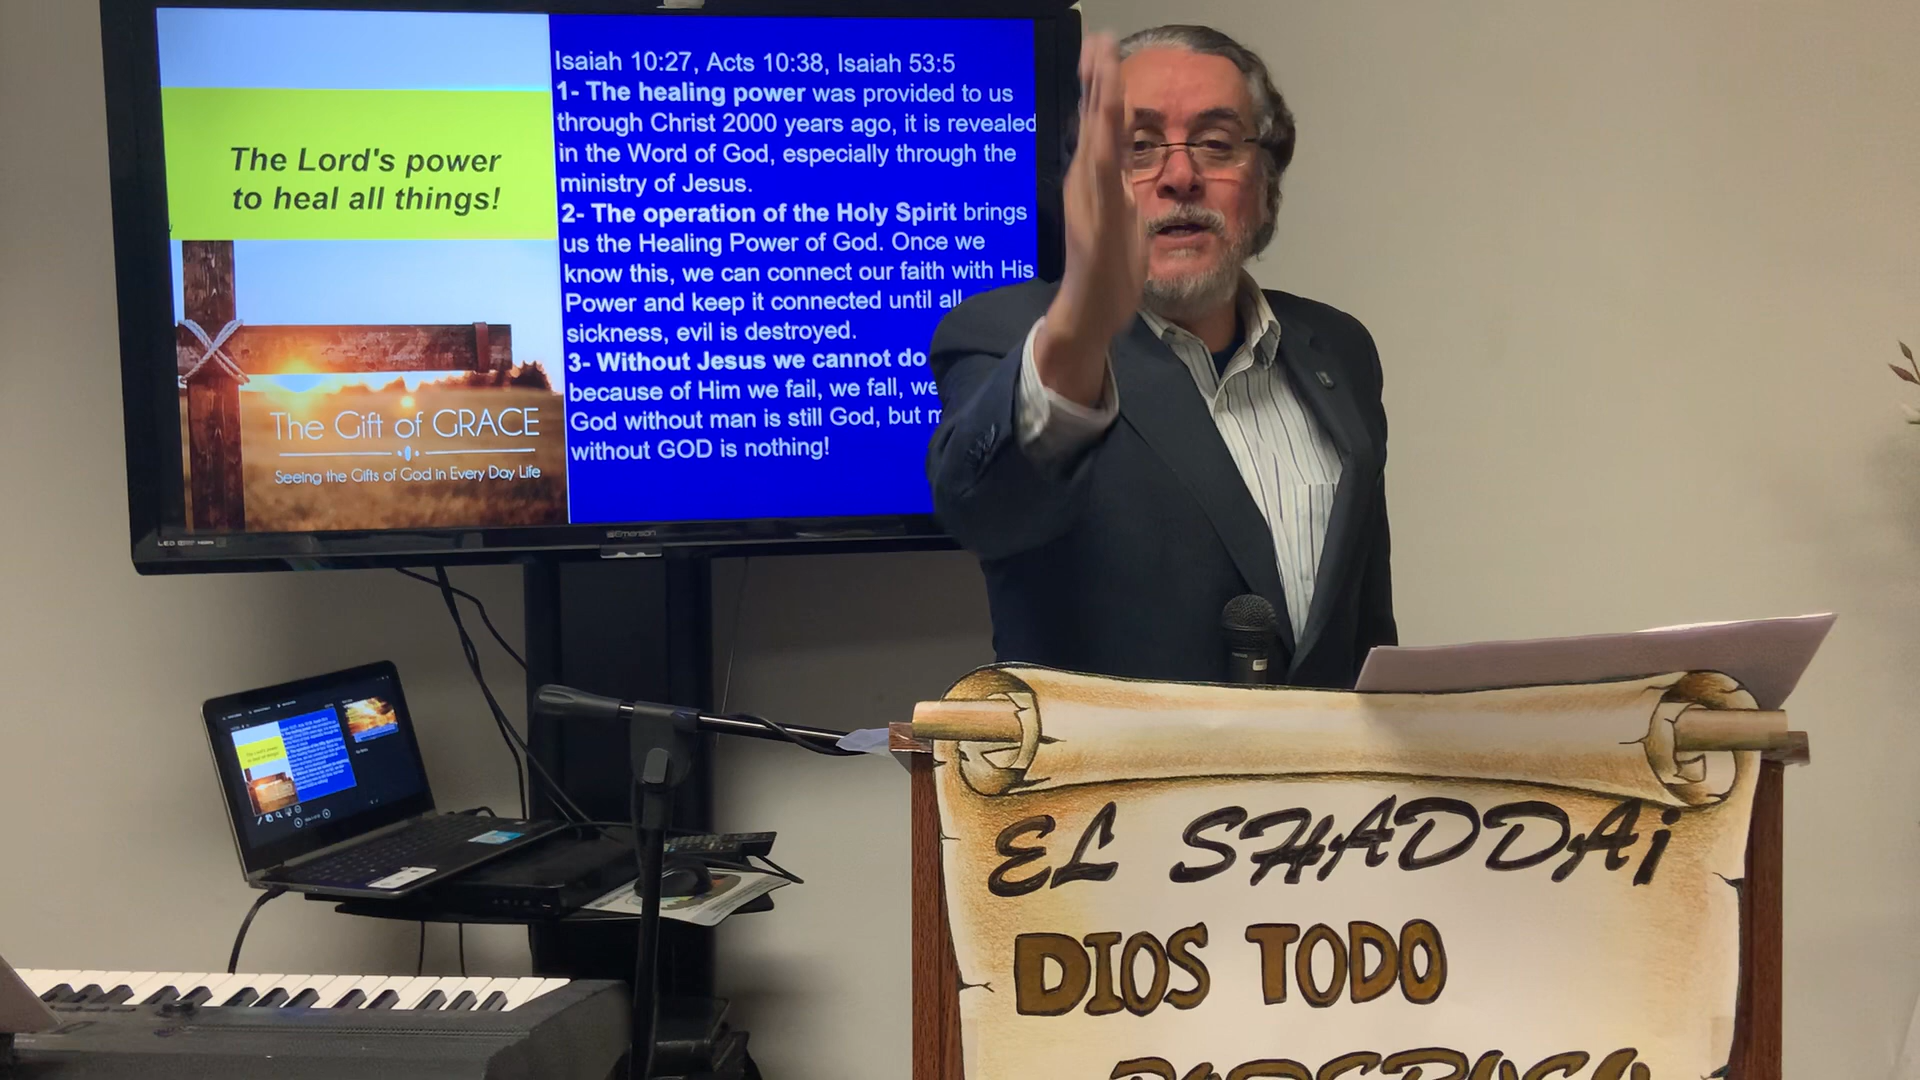 The Lord's power
to heal all things!
The Gift of GRACE
Seeing the Gifts of God in Every Day Life
Isaiah 10:27, Acts 10:38, Isaiah 53:5
1- The healing power was provided to us
through Christ 2000 years ago, it is revealed
in the Word of God, especially through the
ministry of Jesus.
2- The operation of the Holy Spirit brings
us the Healing Power of God. Once we
know this, we can connect our faith with His
Power and keep it connected until all
sickness, evil is destroyed.
3- Without Jesus we cannot do
because of Him we fail, we fall, we
God without man is still God, but
without GOD is nothing!
LED
Emerson
EL SHADDAi
DIOS TODO